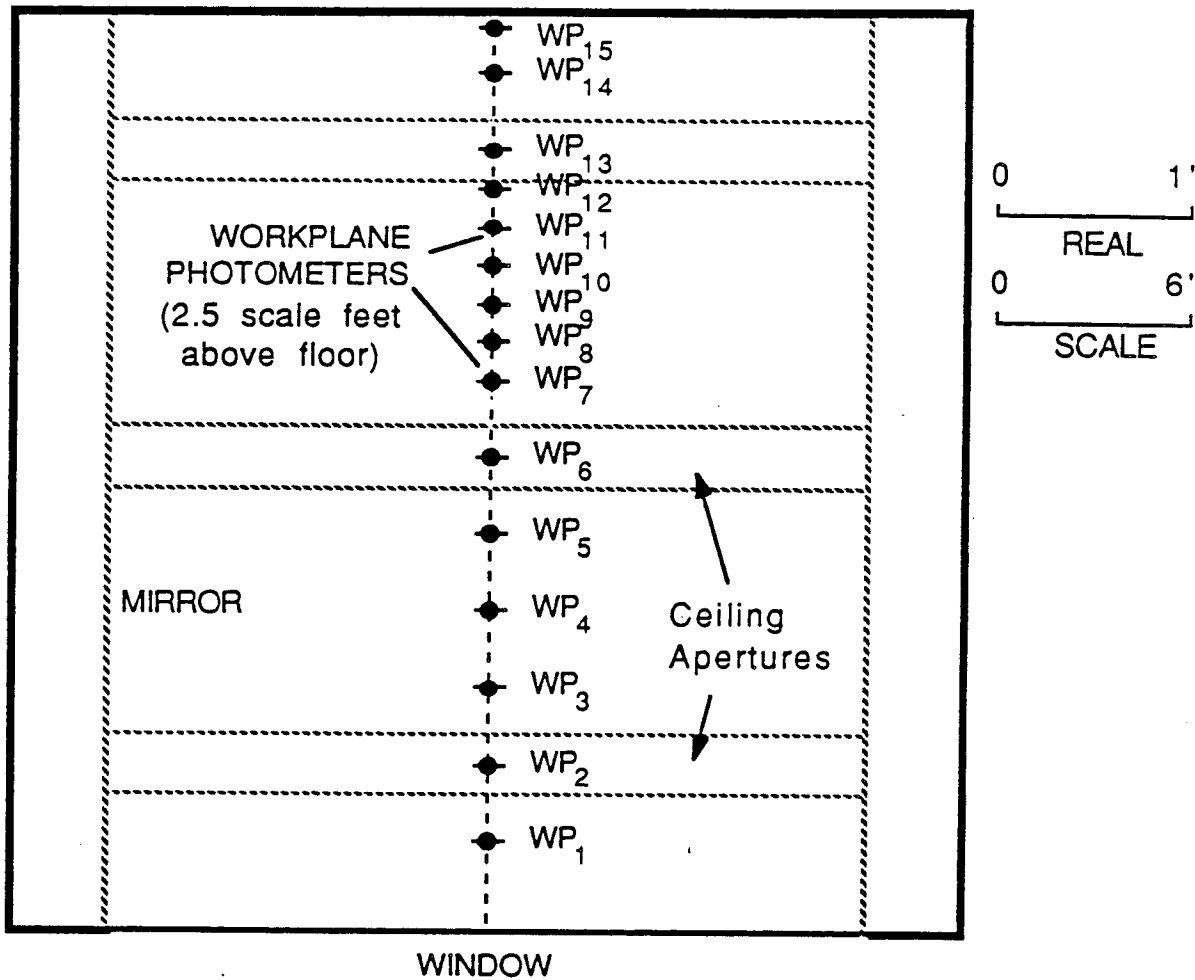 WP15
WP14
WP13
WP12
WP11
WP10
WP9
WP8
WP7
WORKPLANE
PHOTOMETERS
(2.5 scale feet
above floor)
0 1'
REAL
0 6'
SCALE
WP6
WP5
MIRROR
WP4
Ceiling
Apertures
WP3
WP2
WP1
WINDOW